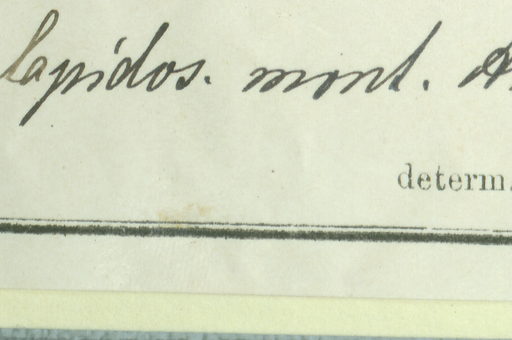 lapidos. mont.
determ.